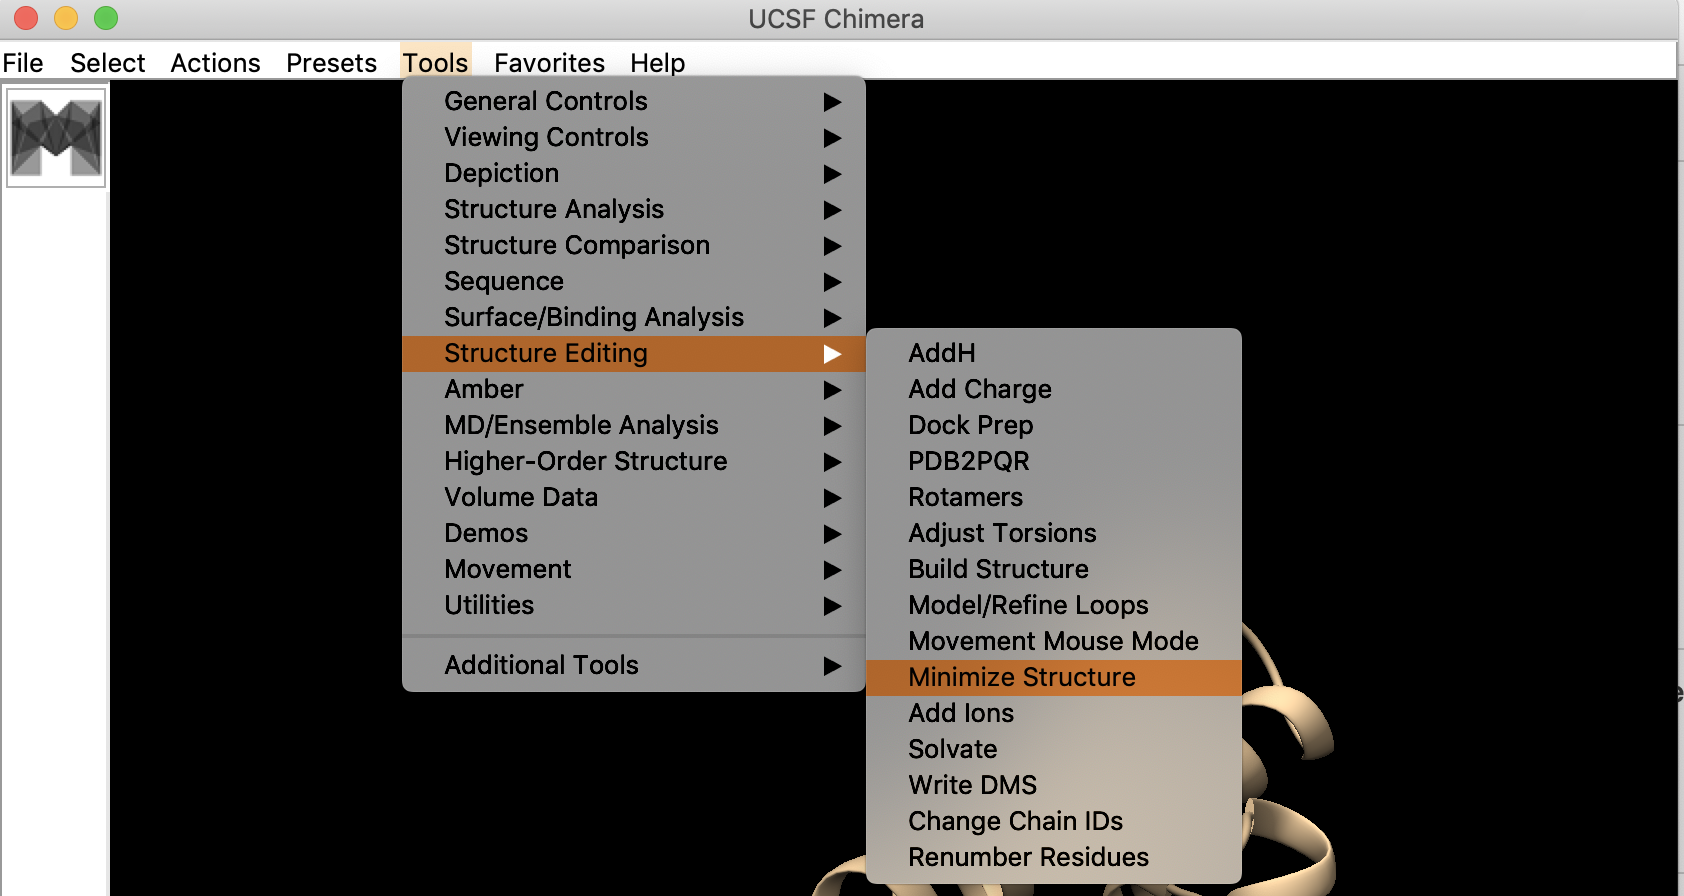 UCSF Chimera
File Select Actions Presets Tools Favorites Help
General Controls
Viewing Controls
Depiction
Structure Analysis
Structure Comparison
Sequence
Surface/Binding Analysis
Structure Editing
Amber
MD/Ensemble Analysis
Higher-Order Structure
Volume Data
Demos
Movement
Utilities
Additional Tools
AddH
Add Charge
Dock Prep
PDB2PQR
Rotamers
Adjust Torsions
Build Structure
Model/Refine Loops
Movement Mouse Mode
Minimize Structure
Add Ions
Solvate
Write DMS
Change Chain IDs
Renumber Residues